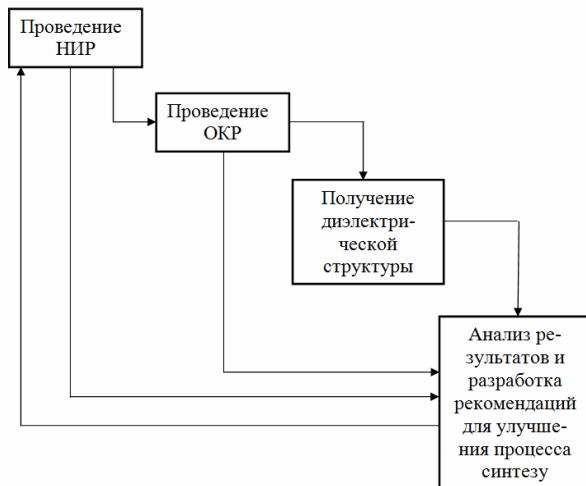 Проведение
НИР
Проведение
ОКР
Получение
диэлектри-
ческой
структуры
Анализ ре-
зультатов и
разработка
рекомендаций
для улучше-
ния процесса
синтезу